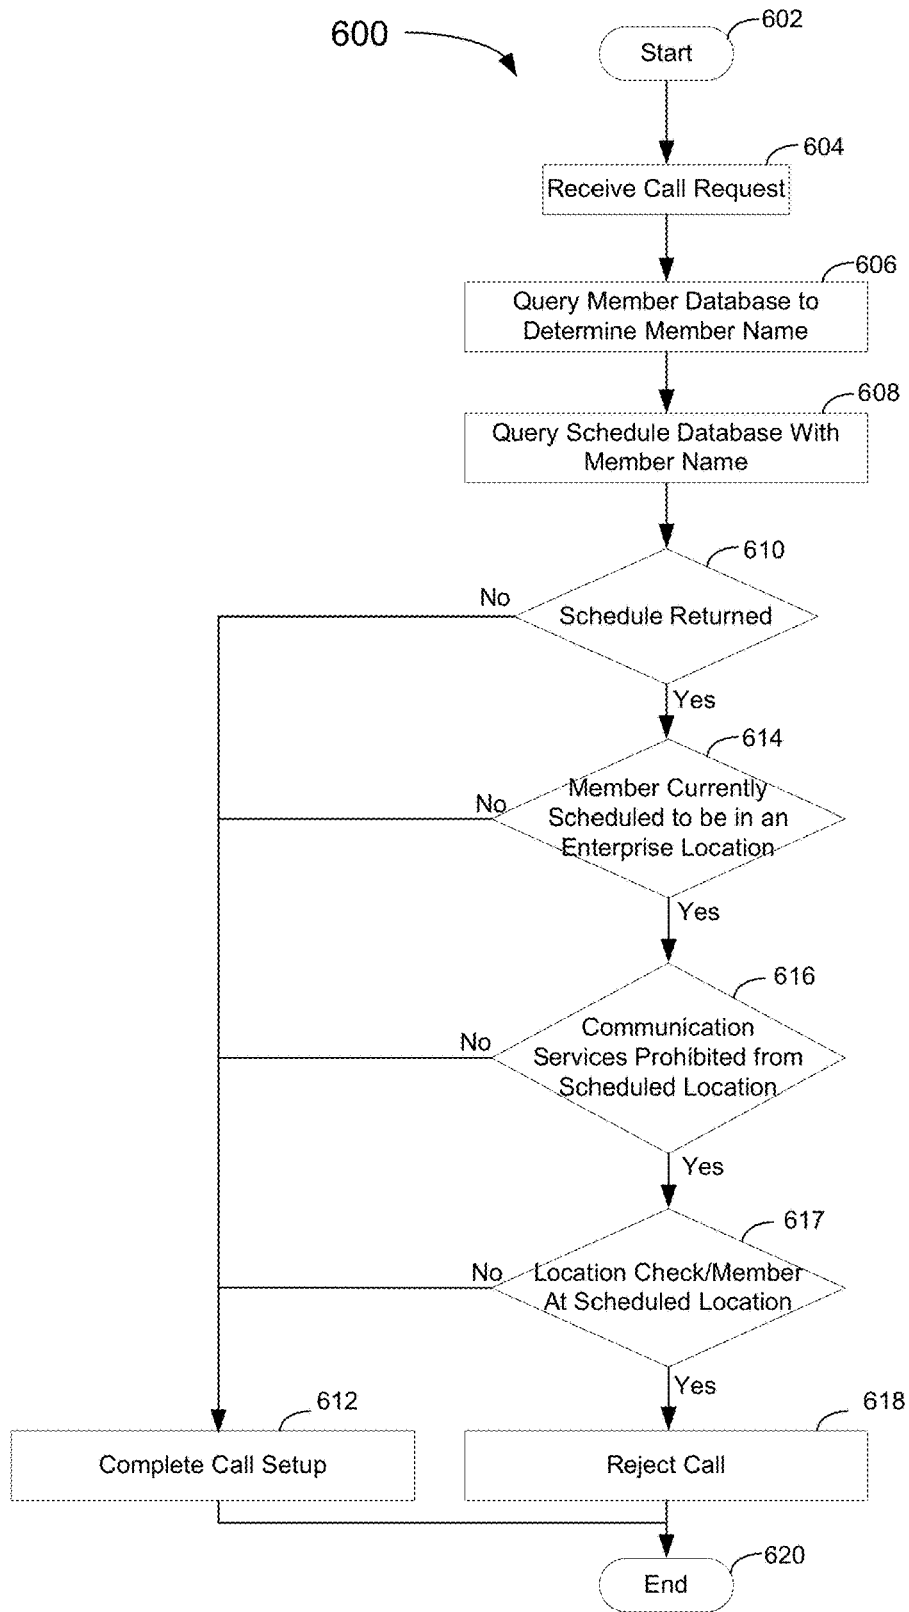 600
602
Start
604
Receive Call Request
606
Query Member Database to
Determine Member Name
608
Query Schedule Database With
Member Name
610
No
Schedule Returned
Yes
614
No
Member Currently
Scheduled to be in an
Enterprise Location
Yes
616
No
Communication
Services Prohibited from
Scheduled Location
Yes
617
No
Location Check/Member
At Scheduled Location
Yes
612
618
Complete Call Setup
Reject Call
620
End